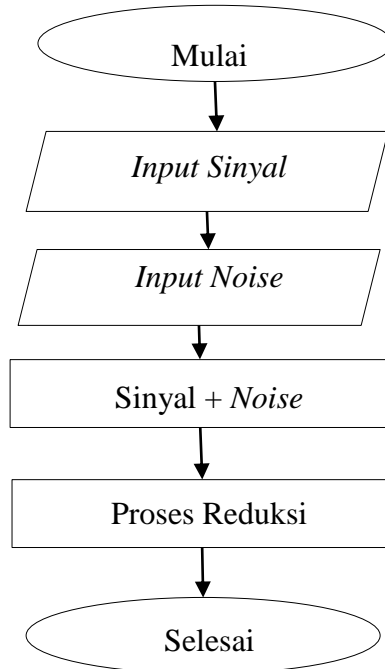 Mulai
Input Sinyal
Input Noise
Sinyal + Noise
Proses Reduksi
Selesai